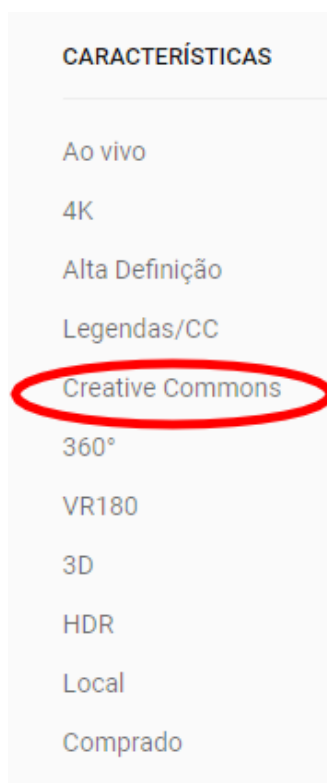 CARACTERÍSTICAS
Ao vivo
4K
Alta Definição
Legendas/CC
Creative Commons
360°
VR180
3D
HDR
Local
Comprado